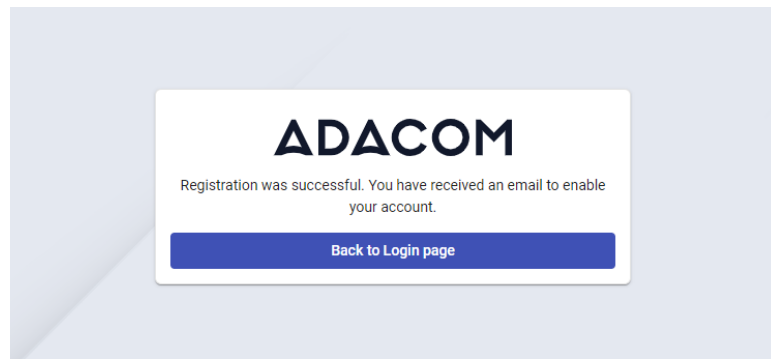 ADACOM
Registration was successful. You have received an email to enable
your account.
Back to Login page